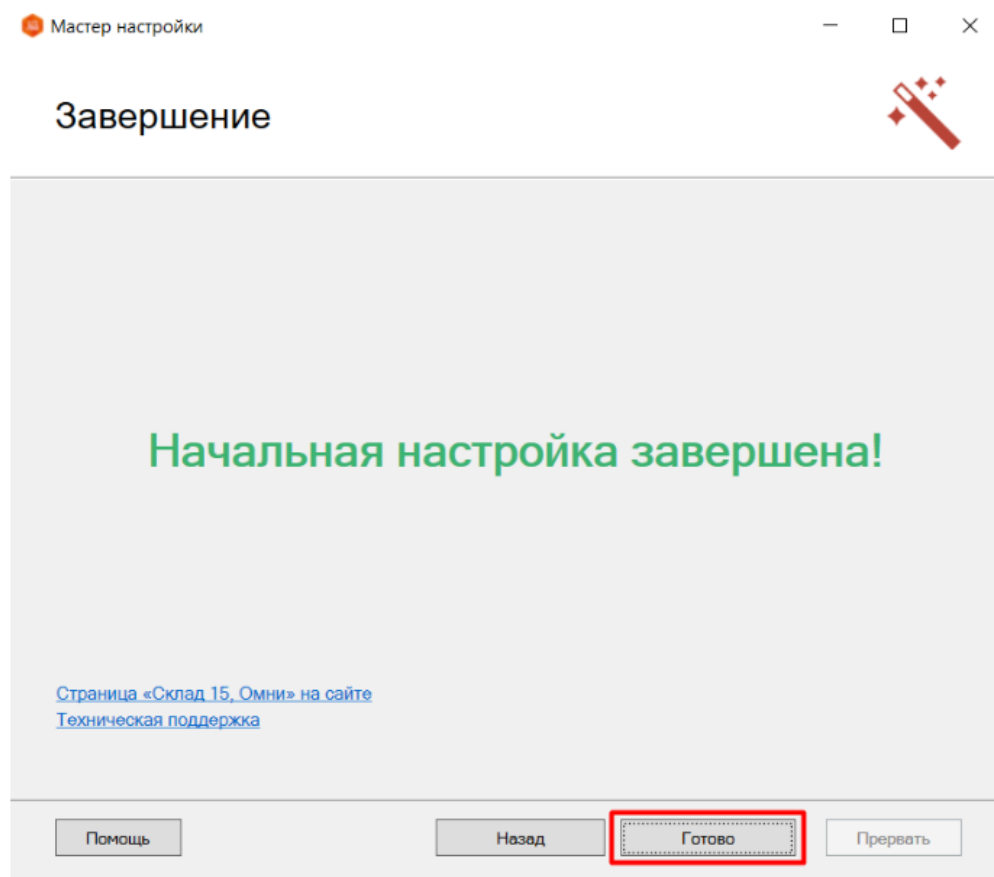 Мастер настройки
Завершение
Начальная настройка завершена!
Страница «Склад 15, Омни» на сайте
Техническая поддержка
Помощь
Назад
Готово
Прервать